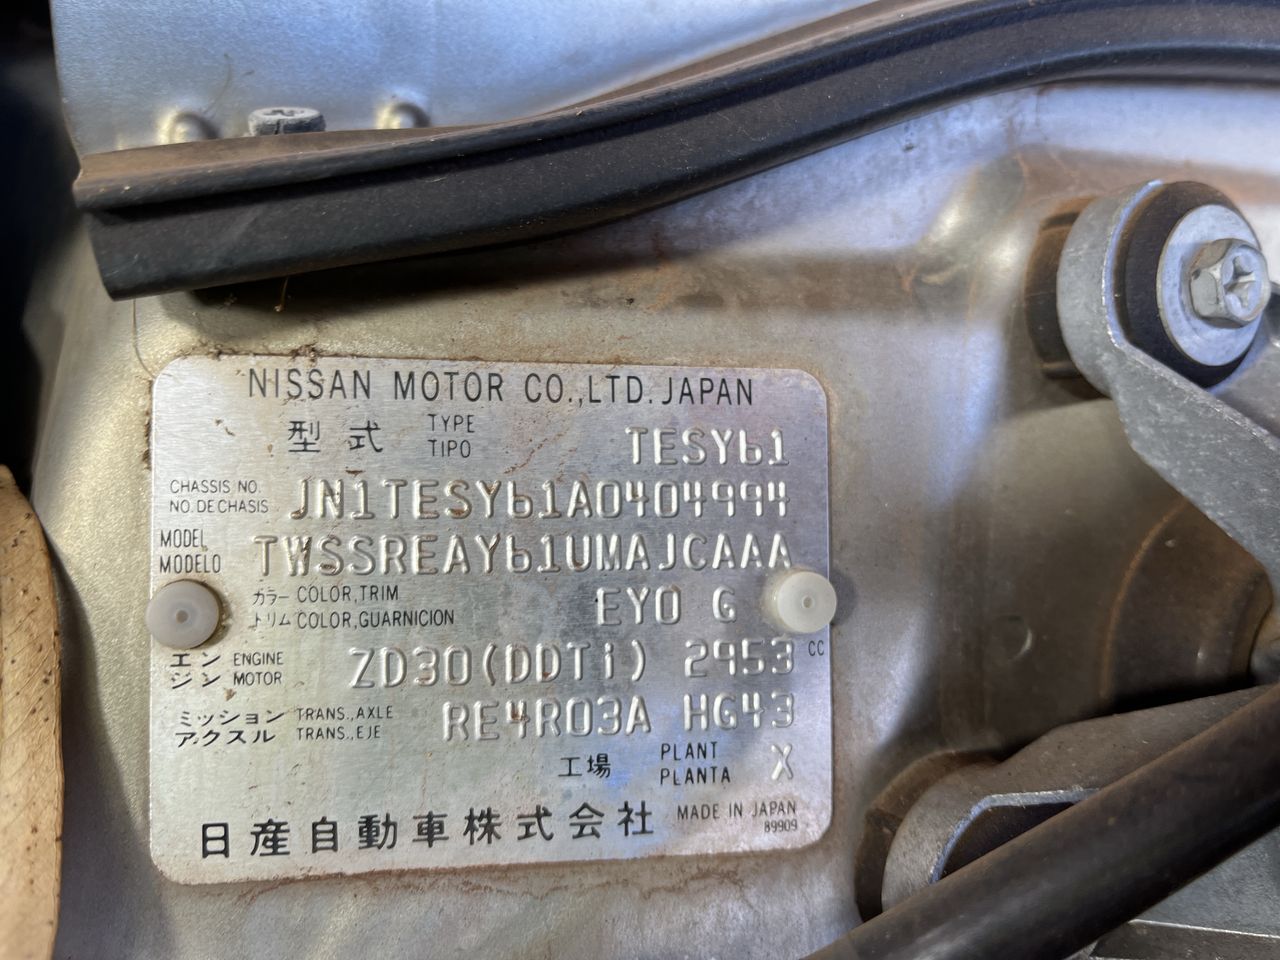 NISSAN MOTOR CO.,LTD. JAPAN
型式 TYPE TIPO TESY61
CHASSIS NO. NO. DE CHASIS JN1TESY61A0404994
MODEL MODELO TWSSREAY61UMAJCAAA
カラー COLOR,TRIM
トリム COLOR,GUARNICION EY0 G
エンジン ENGINE MOTOR ZD30(DDTi) 2953 CC
ミッション TRANS.,AXLE
アクスル TRANS.,EJE RE4R03A HG43
工場 PLANT PLANTA X
日産自動車株式会社 MADE IN JAPAN
89909